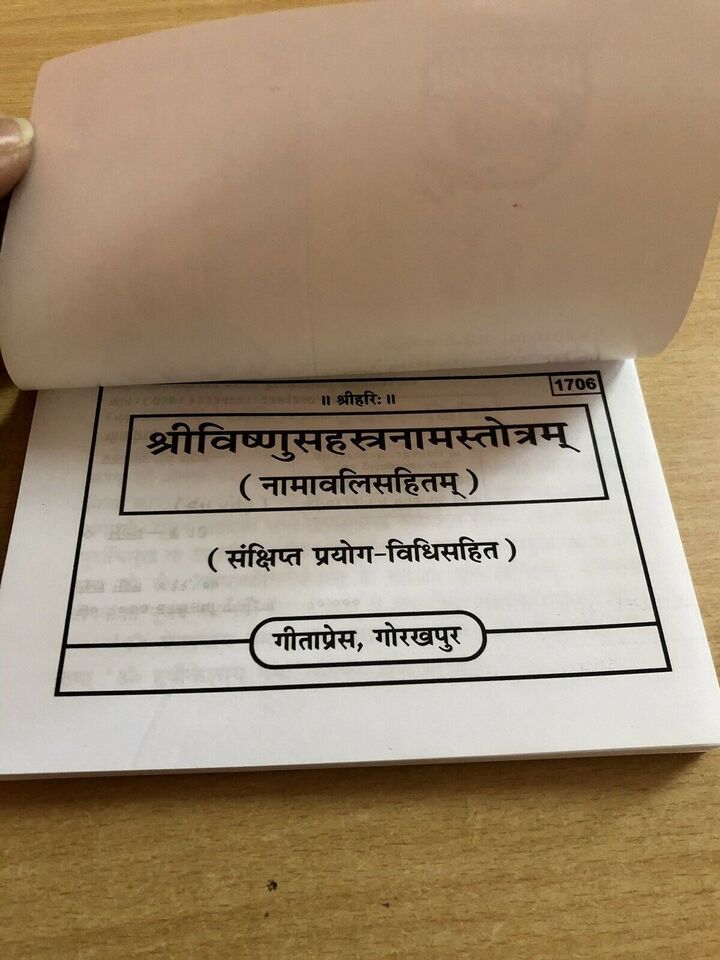 1706
॥ श्रीहरिः ॥
श्रीविष्णुसहस्त्रनामस्तोत्रम्
( नामावलिसहितम् )
( संक्षिप्त प्रयोग-विधिसहित )
गीताप्रेस, गोरखपुर